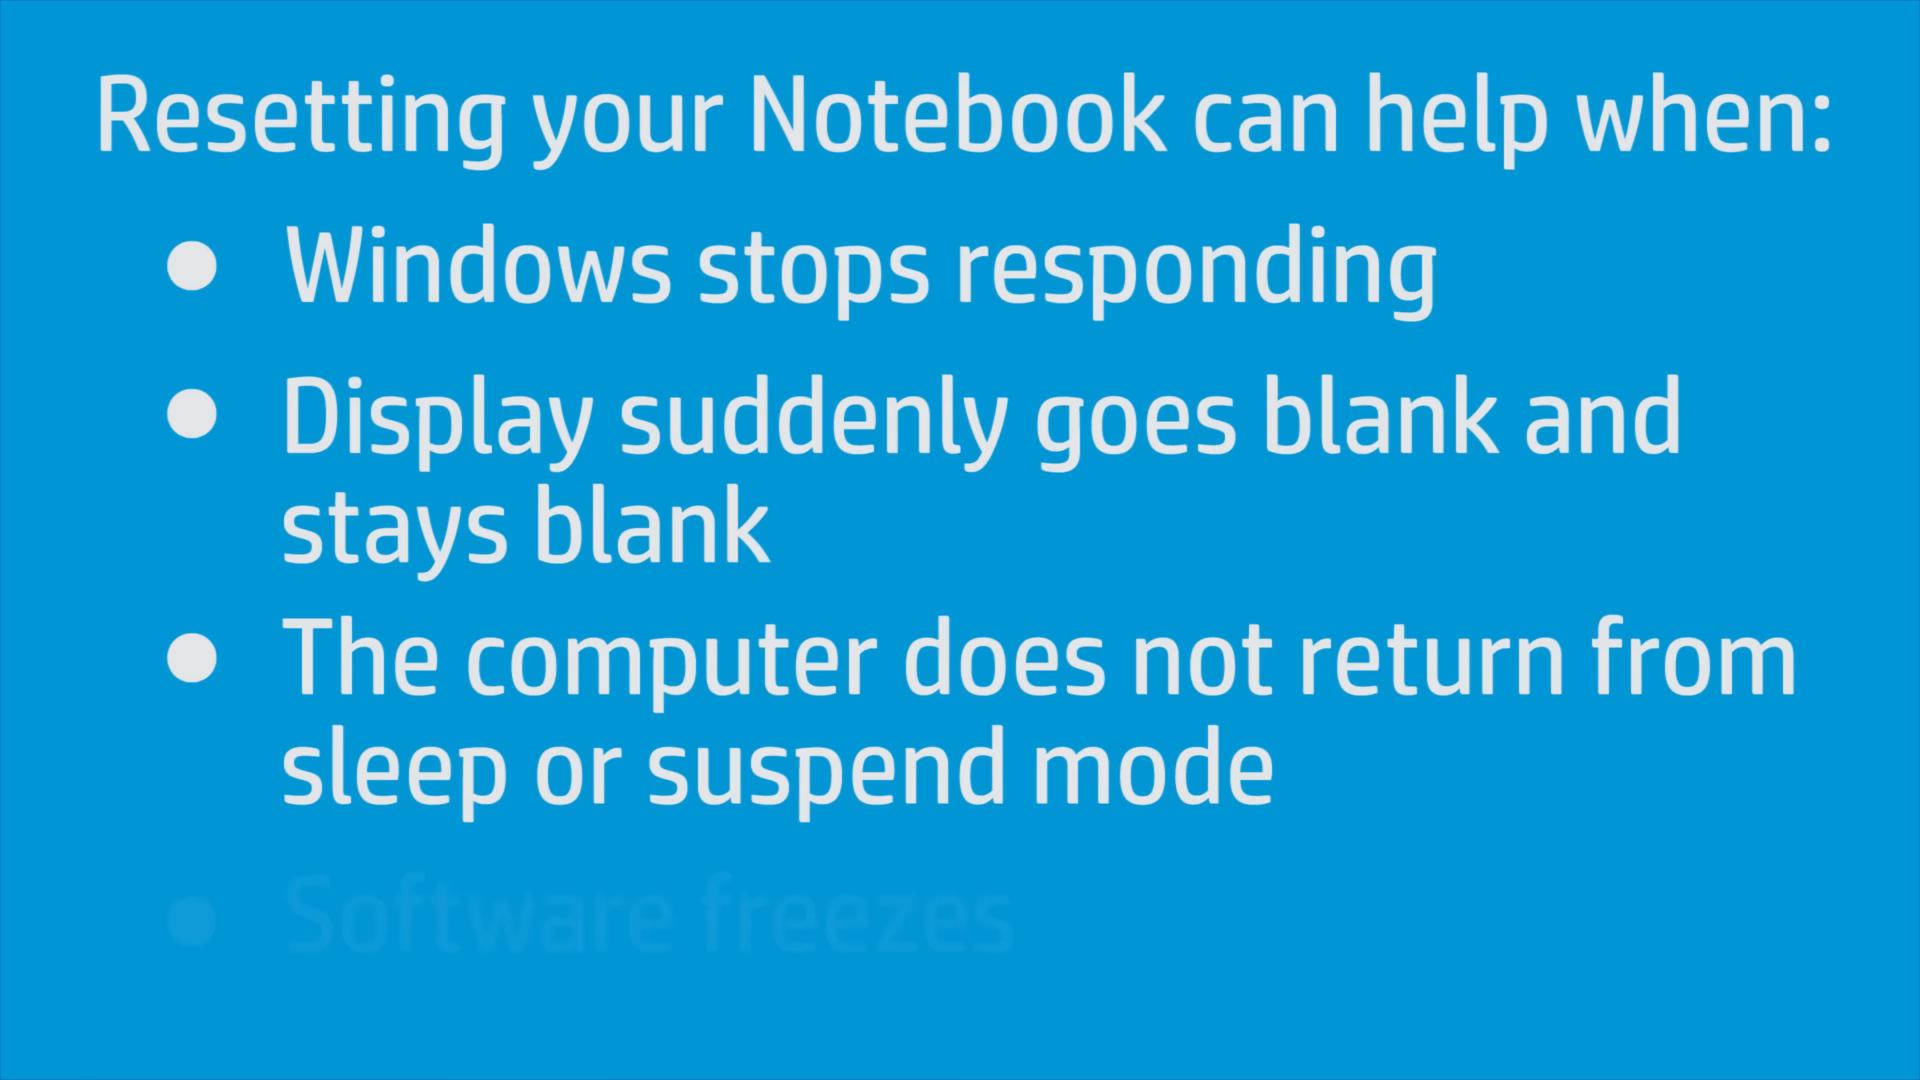 Resetting your Notebook can help when:
● Windows stops responding
● Display suddenly goes blank and
stays blank
● The computer does not return from
sleep or suspend mode
● Software freezes